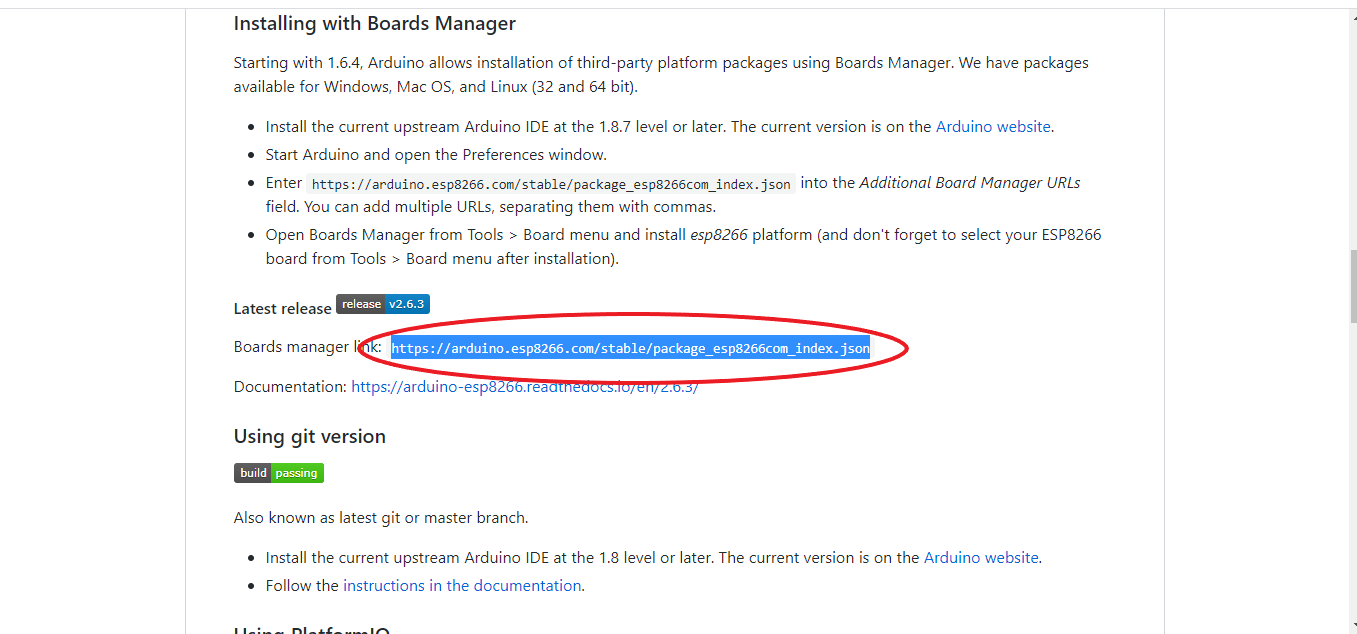 Installing with Boards Manager
Starting with 1.6.4, Arduino allows installation of third-party platform packages using Boards Manager. We have packages
available for Windows, Mac OS, and Linux (32 and 64 bit).
• Install the current upstream Arduino IDE at the 1.8.7 level or later. The current version is on the Arduino website.
• Start Arduino and open the Preferences window.
• Enter https://arduino.esp8266.com/stable/package_esp8266com_index.json into the Additional Board Manager URLs
field. You can add multiple URLs, separating them with commas.
• Open Boards Manager from Tools > Board menu and install esp8266 platform (and don't forget to select your ESP8266
board from Tools > Board menu after installation).
Latest release release v2.6.3
Boards manager link: https://arduino.esp8266.com/stable/package_esp8266com_index.json
Documentation: https://arduino-esp8266.readthedocs.io/en/2.6.3/
Using git version
build passing
Also known as latest git or master branch.
• Install the current upstream Arduino IDE at the 1.8 level or later. The current version is on the Arduino website.
• Follow the instructions in the documentation.
Using PlatformIO